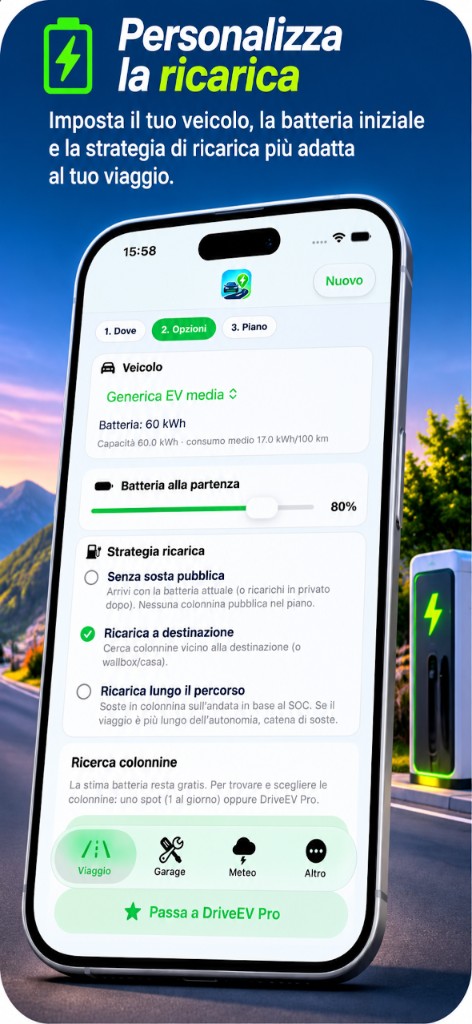 Personalizza
la ricarica
Imposta il tuo veicolo, la batteria iniziale
e la strategia di ricarica più adatta
al tuo viaggio.
15:58
Nuovo
1. Dove
2. Opzioni
3. Piano
Veicolo
Generica EV media
Batteria: 60 kWh
Capacità 60.0 kWh · consumo medio 17.0 kWh/100 km
Batteria alla partenza
80%
Strategia ricarica
Senza sosta pubblica
Arrivi con la batteria attuale (o ricarichi in privato
dopo). Nessuna colonnina pubblica nel piano.
Ricarica a destinazione
Cerca colonnine vicino alla destinazione (o
wallbox/casa).
Ricarica lungo il percorso
Soste in colonnina sull'andata in base al SOC. Se il
viaggio è più lungo dell'autonomia, catena di soste.
Ricerca colonnine
La stima batteria resta gratis. Per trovare e scegliere le
colonnine: uno spot (1 al giorno) oppure DriveEV Pro.
Viaggio
Garage
Meteo
Altro
Passa a DriveEV Pro